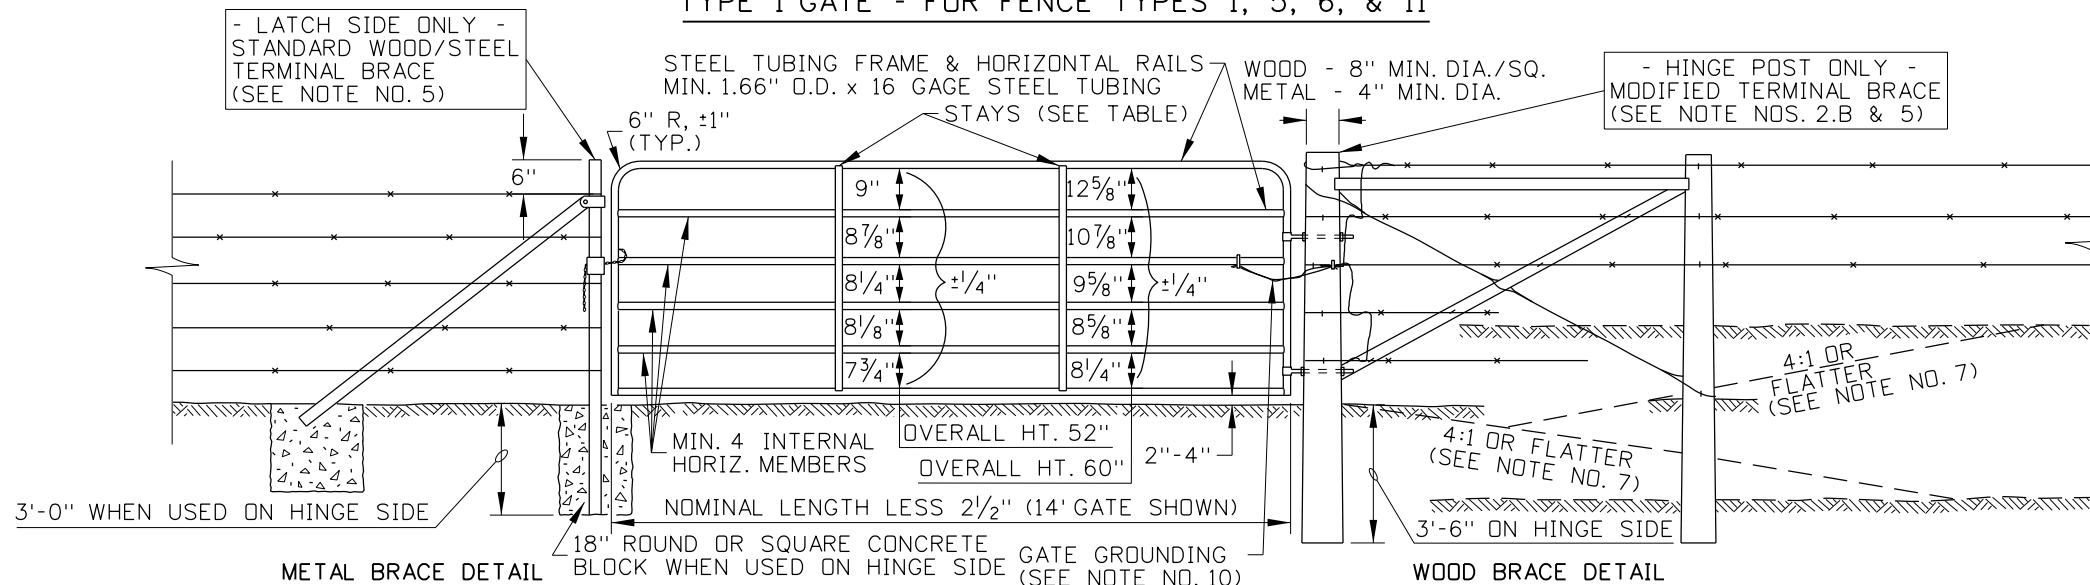 TYPE 1 GATE - FOR FENCE TYPES 1, 5, 6, & 11
- LATCH SIDE ONLY -
STANDARD WOOD/STEEL
TERMINAL BRACE
(SEE NOTE NO. 5)
STEEL TUBING FRAME & HORIZONTAL RAILS
MIN. 1.66" O.D. x 16 GAGE STEEL TUBING
STAYS (SEE TABLE)
WOOD - 8" MIN. DIA./SQ.
METAL - 4" MIN. DIA.
- HINGE POST ONLY -
MODIFIED TERMINAL BRACE
(SEE NOTE NOS. 2.B & 5)
6" R, ±1"
(TYP.)
6"
9"
8⅞"
8¼"
8⅛"
7¾"
±¼"
12⅝"
10⅞"
9⅝"
8⅝"
8¼"
±¼"
4:1 OR
FLATTER
(SEE NOTE NO. 7)
4:1 OR FLATTER
(SEE NOTE NO. 7)
MIN. 4 INTERNAL
HORIZ. MEMBERS
OVERALL HT. 52"
OVERALL HT. 60"
2"-4"
NOMINAL LENGTH LESS 2½" (14' GATE SHOWN)
3'-0" WHEN USED ON HINGE SIDE
3'-6" ON HINGE SIDE
18" ROUND OR SQUARE CONCRETE
BLOCK WHEN USED ON HINGE SIDE
GATE GROUNDING
(SEE NOTE NO. 10)
METAL BRACE DETAIL
WOOD BRACE DETAIL